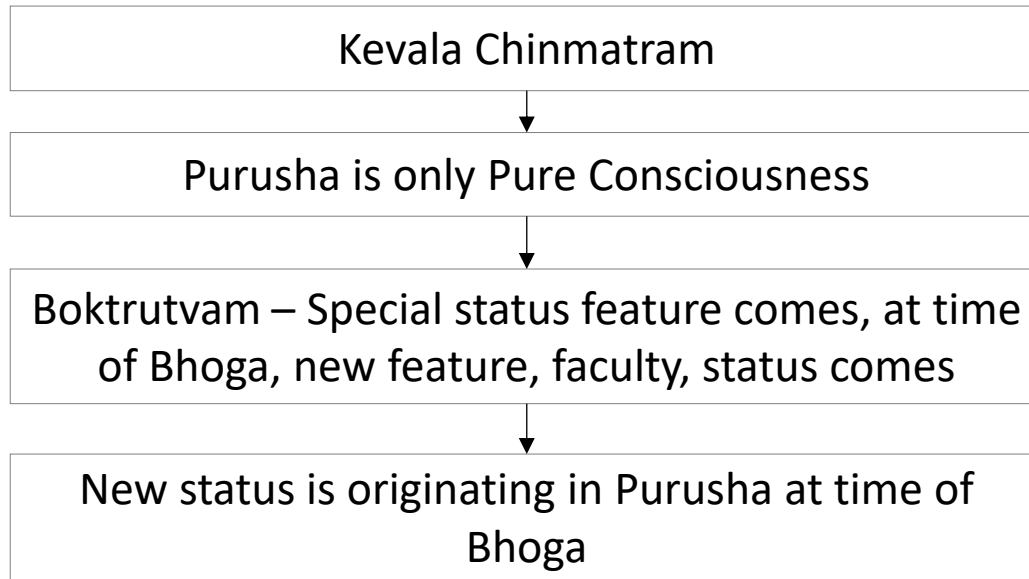 Kevala Chinmatram
Purusha is only Pure Consciousness
Boktrutvam – Special status feature comes, at time
of Bhoga, new feature, faculty, status comes
New status is originating in Purusha at time of
Bhoga